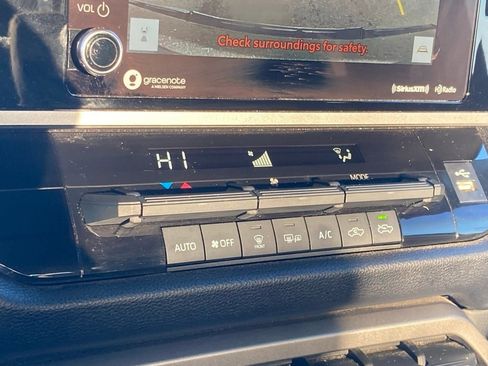 VOL
Check surroundings for safety.
gracenote
A NIELSEN COMPANY
SiriusXM
HD Radio
HI
MODE
AUTO
OFF
FRONT
A/C